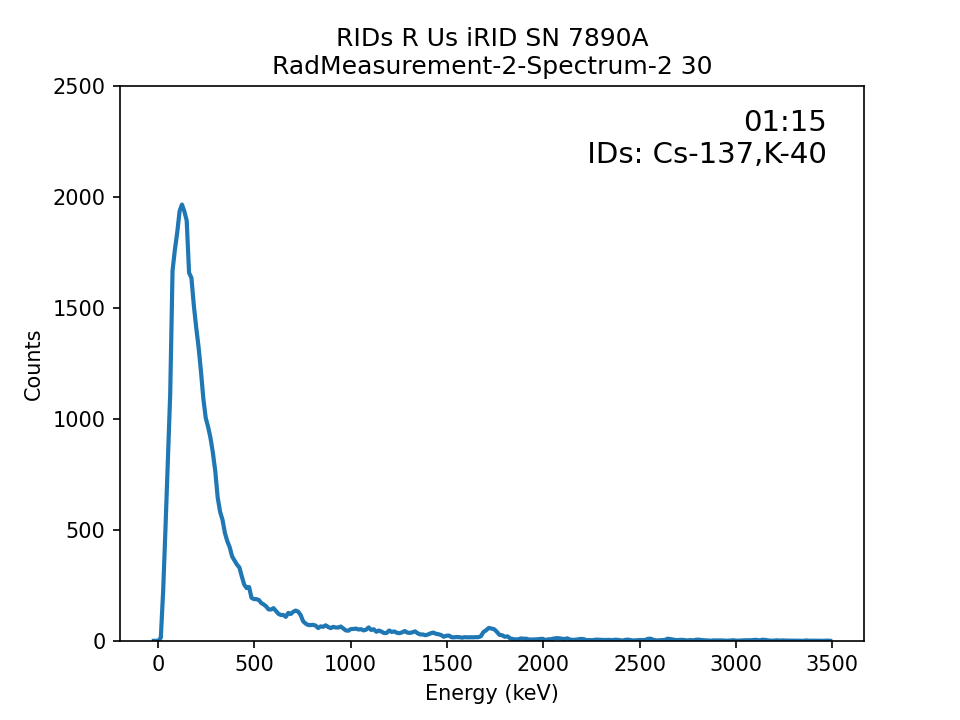 RIDs R Us iRID SN 7890A
RadMeasurement-2-Spectrum-2 30
01:15
IDs: Cs-137,K-40
2500
2000
1500
1000
500
0
Counts
0 500 1000 1500 2000 2500 3000 3500
Energy (keV)